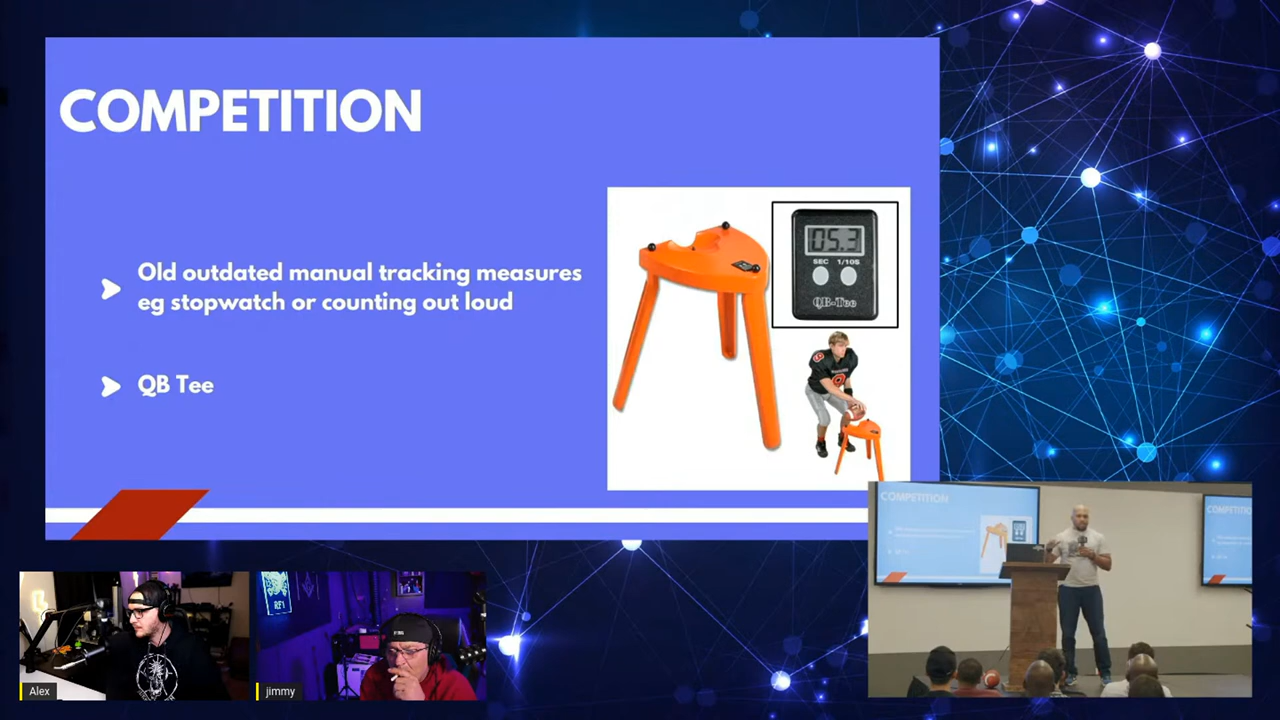 COMPETITION
Old outdated manual tracking measures
eg stopwatch or counting out loud
QB Tee
05.3
SEC 1/10S
QB-Tee
COMPETITION
Alex
jimmy